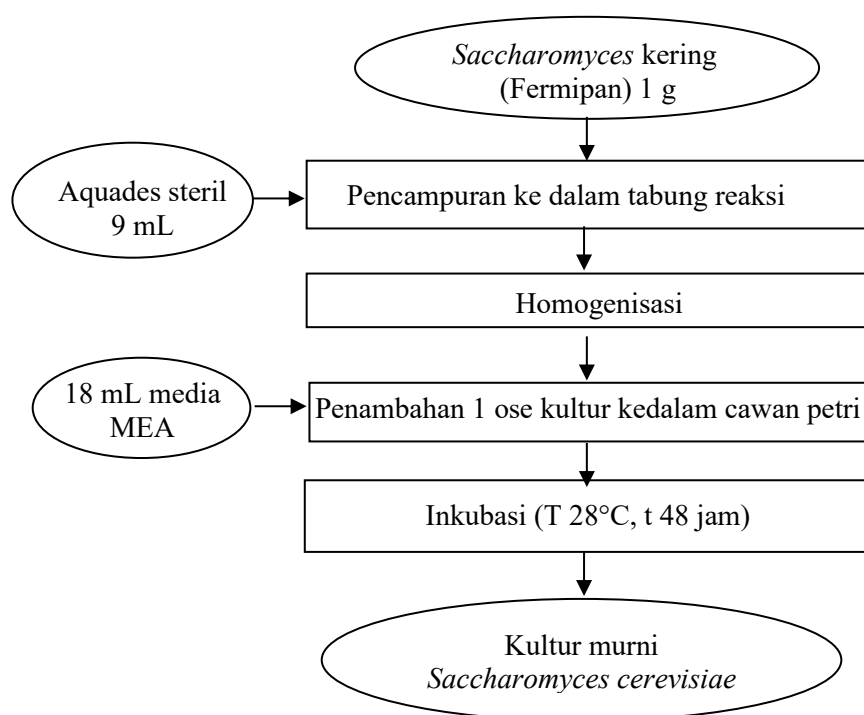 Saccharomyces kering
(Fermipan) 1 g
Aquades steril
9 mL
Pencampuran ke dalam tabung reaksi
Homogenisasi
18 mL media
MEA
Penambahan 1 ose kultur kedalam cawan petri
Inkubasi (T 28°C, t 48 jam)
Kultur murni
Saccharomyces cerevisiae